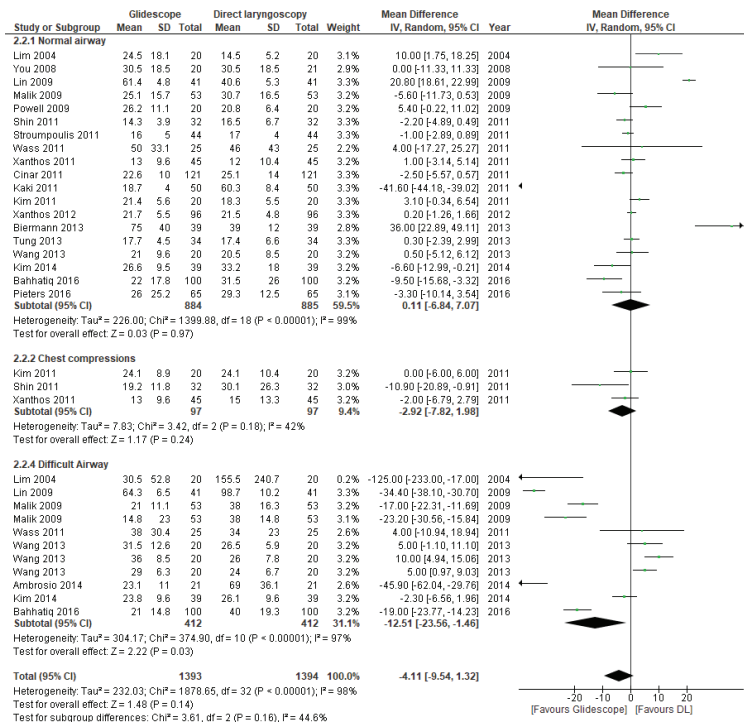 Glidescope Direct laryngoscopy Mean Difference Mean Difference
Study or Subgroup Mean SD Total Mean SD Total Weight IV, Random, 95% CI Year IV, Random, 95% CI
2.2.1 Normal airway
Lim 2004 24.5 18.1 20 14.5 5.2 20 3.1% 10.00 [1.75, 18.25] 2004
You 2008 30.5 18.5 20 30.5 18.5 21 2.9% 0.00 [-11.33, 11.33] 2008
Lin 2009 61.4 4.8 41 40.6 5.3 41 3.3% 20.80 [18.61, 22.99] 2009
Malik 2009 25.1 15.7 53 30.7 16.5 53 3.2% -5.60 [-11.73, 0.53] 2009
Powell 2009 26.2 11.1 20 20.8 6.4 20 3.2% 5.40 [-0.22, 11.02] 2009
Shin 2011 14.3 3.9 32 16.5 6.7 32 3.3% -2.20 [-4.89, 0.49] 2011
Stroumpoulis 2011 16 5 44 17 4 44 3.3% -1.00 [-2.89, 0.89] 2011
Wass 2011 50 33.1 25 46 43 25 2.1% 4.00 [-17.27, 25.27] 2011
Xanthos 2011 13 9.6 45 12 10.4 45 3.3% 1.00 [-3.14, 5.14] 2011
Cinar 2011 22.6 10 121 25.1 14 121 3.3% -2.50 [-5.57, 0.57] 2011
Kaki 2011 18.7 4 50 60.3 8.4 50 3.3% -41.60 [-44.18, -39.02] 2011
Kim 2011 21.4 5.6 20 18.3 5.5 20 3.3% 3.10 [-0.34, 6.54] 2011
Xanthos 2012 21.7 5.5 96 21.5 4.8 96 3.3% 0.20 [-1.26, 1.66] 2012
Biermann 2013 75 40 39 39 12 39 2.8% 36.00 [22.89, 49.11] 2013
Tung 2013 17.7 4.5 34 17.4 6.6 34 3.3% 0.30 [-2.39, 2.99] 2013
Wang 2013 21 9.6 20 20.5 8.5 20 3.2% 0.50 [-5.12, 6.12] 2013
Kim 2014 26.6 9.5 39 33.2 18 39 3.2% -6.60 [-12.99, -0.21] 2014
Bahhatiq 2016 22 17.8 100 31.5 26 100 3.2% -9.50 [-15.68, -3.32] 2016
Pieters 2016 26 25.2 65 29.3 12.5 65 3.1% -3.30 [-10.14, 3.54] 2016
Subtotal (95% CI) 884 885 59.5% 0.11 [-6.84, 7.07]
Heterogeneity: Tau² = 226.00; Chi² = 1399.88, df = 18 (P < 0.00001); I² = 99%
Test for overall effect: Z = 0.03 (P = 0.97)
2.2.2 Chest compressions
Kim 2011 24.1 8.9 20 24.1 10.4 20 3.2% 0.00 [-6.00, 6.00] 2011
Shin 2011 19.2 11.8 32 30.1 26.3 32 3.0% -10.90 [-20.89, -0.91] 2011
Xanthos 2011 13 9.6 45 15 13.3 45 3.2% -2.00 [-6.79, 2.79] 2011
Subtotal (95% CI) 97 97 9.4% -2.92 [-7.82, 1.98]
Heterogeneity: Tau² = 7.83; Chi² = 3.42, df = 2 (P = 0.18); I² = 42%
Test for overall effect: Z = 1.17 (P = 0.24)
2.2.4 Difficult Airway
Lim 2004 30.5 52.8 20 155.5 240.7 20 0.2% -125.00 [-233.00, -17.00] 2004
Lin 2009 64.3 6.5 41 98.7 10.2 41 3.3% -34.40 [-38.10, -30.70] 2009
Malik 2009 21 11.1 53 38 16.3 53 3.2% -17.00 [-22.31, -11.69] 2009
Malik 2009 14.8 23 53 38 14.8 53 3.1% -23.20 [-30.56, -15.84] 2009
Wass 2011 38 30.4 25 34 23 25 2.6% 4.00 [-10.94, 18.94] 2011
Wang 2013 31.5 12.6 20 26.5 5.9 20 3.2% 5.00 [-1.10, 11.10] 2013
Wang 2013 36 8.5 20 26 7.8 20 3.2% 10.00 [4.94, 15.06] 2013
Wang 2013 29 6.3 20 24 6.7 20 3.3% 5.00 [0.97, 9.03] 2013
Ambrosio 2014 23.1 11 21 69 36.1 21 2.5% -45.90 [-62.04, -29.76] 2014
Kim 2014 23.8 9.6 39 26.1 9.6 39 3.3% -2.30 [-6.56, 1.96] 2014
Bahhatiq 2016 21 14.8 100 40 19.3 100 3.2% -19.00 [-23.77, -14.23] 2016
Subtotal (95% CI) 412 412 31.1% -12.51 [-23.56, -1.46]
Heterogeneity: Tau² = 304.17; Chi² = 374.90, df = 10 (P < 0.00001); I² = 97%
Test for overall effect: Z = 2.22 (P = 0.03)
Total (95% CI) 1393 1394 100.0% -4.11 [-9.54, 1.32]
Heterogeneity: Tau² = 232.03; Chi² = 1878.65, df = 32 (P < 0.00001); I² = 98%
Test for overall effect: Z = 1.48 (P = 0.14)
Test for subgroup differences: Chi² = 3.61, df = 2 (P = 0.16), I² = 44.6%
-20 -10 0 10 20
[Favours Glidescope] [Favours DL]